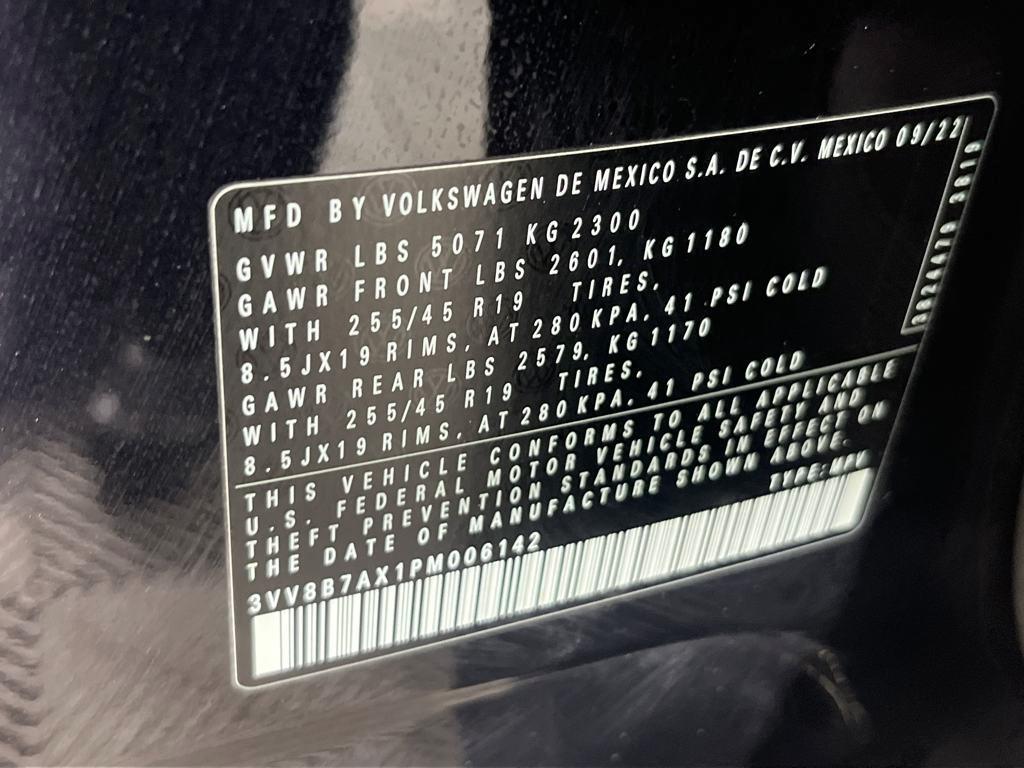 MFD BY VOLKSWAGEN DE MEXICO S.A. DE C.V. MEXICO 09/22
GVWR LBS 5071 KG 2300
GAWR FRONT LBS 2601, KG 1180
WITH 255/45 R19 TIRES,
8.5JX19 RIMS, AT 280 KPA, 41 PSI COLD
GAWR REAR LBS 2579, KG 1170
WITH 255/45 R19 TIRES,
8.5JX19 RIMS, AT 280KPA, 41 PSI COLD
THIS VEHICLE CONFORMS TO ALL APPLICABLE
U.S. FEDERAL MOTOR VEHICLE SAFETY AND
THEFT PREVENTION STANDARDS IN EFFECT ON
THE DATE OF MANUFACTURE SHOWN ABOVE.
TYPE: MPV
3VV8B7AX1PM006142